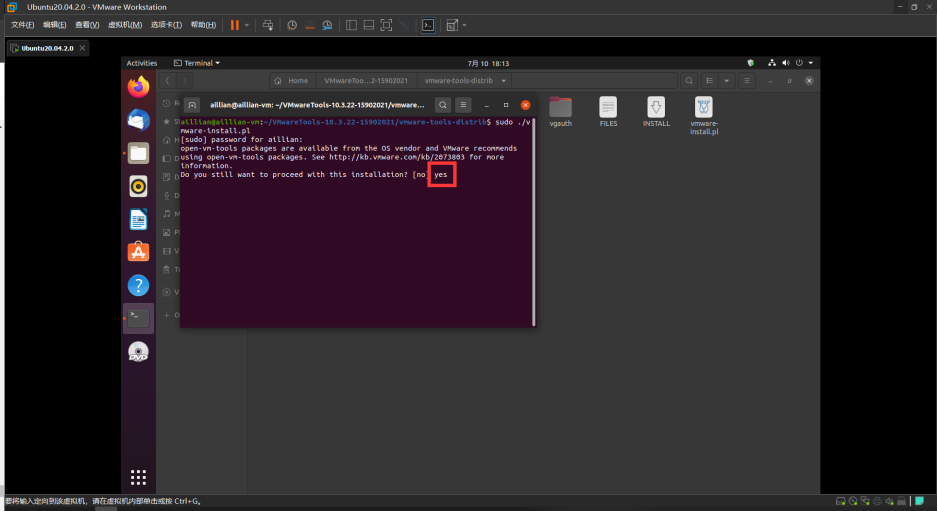 Ubuntu20.04.2.0 - VMware Workstation
文件(F) 编辑(E) 查看(V) 虚拟机(M) 选项卡(T) 帮助(H)
Ubuntu20.04.2.0
Activities Terminal 7月 10 18:13
Home VMwareToo…2-15902021 vmware-tools-distrib
aillian@aillian-vm: ~/VMwareTools-10.3.22-15902021/vmware...
aillian@aillian-vm:~/VMwareTools-10.3.22-15902021/vmware-tools-distrib$ sudo ./v
mware-install.pl
[sudo] password for aillian:
open-vm-tools packages are available from the OS vendor and VMware recommends
using open-vm-tools packages. See http://kb.vmware.com/kb/2073803 for more
information.
Do you still want to proceed with this installation? [no] yes
vgauth
FILES
INSTALL
vmware-
install.pl
要将输入定向到该虚拟机，请在虚拟机内部单击或按 Ctrl+G。